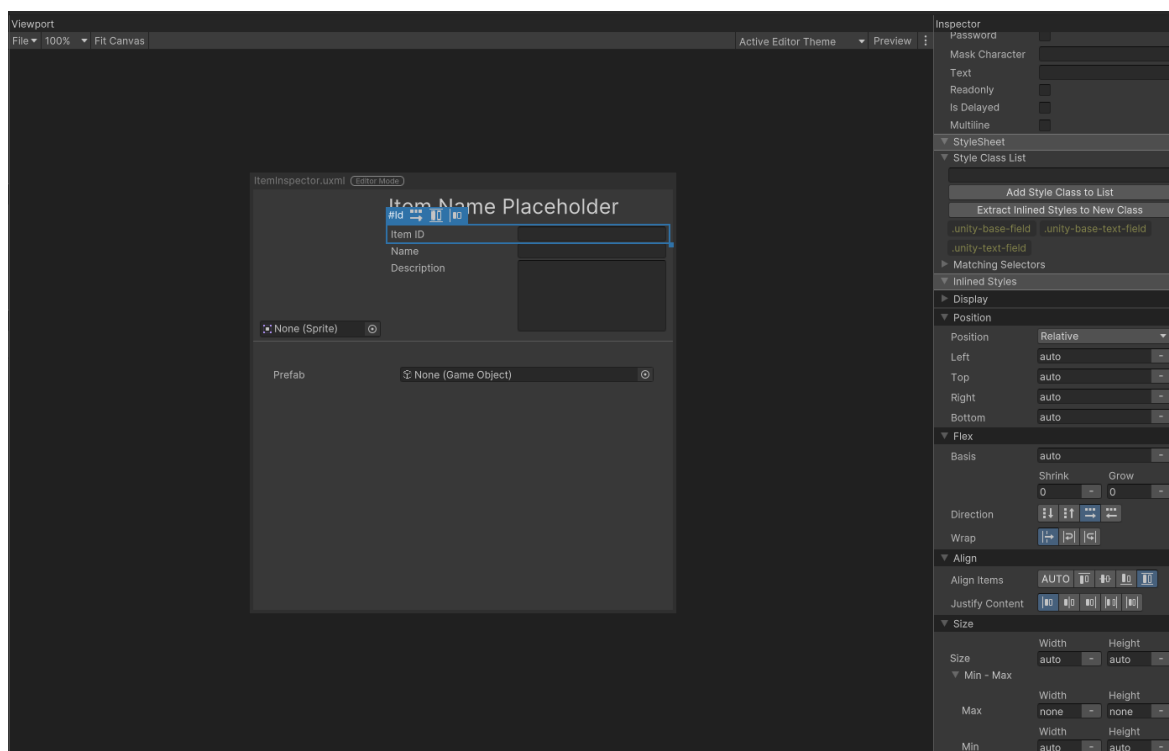 Viewport
File 100% Fit Canvas
Active Editor Theme Preview
ItemInspector.uxml Editor Mode
Item Name Placeholder
#Id
Item ID
Name
Description
None (Sprite)
Prefab
None (Game Object)
Inspector
Password
Mask Character
Text
Readonly
Is Delayed
Multiline
StyleSheet
Style Class List
Add Style Class to List
Extract Inlined Styles to New Class
.unity-base-field .unity-base-text-field
.unity-text-field
Matching Selectors
Inlined Styles
Display
Position
Position Relative
Left auto -
Top auto -
Right auto -
Bottom auto -
Flex
Basis auto -
Shrink Grow
0 - 0 -
Direction
Wrap
Align
Align Items AUTO
Justify Content
Size
Width Height
Size auto - auto -
Min - Max
Width Height
Max none - none -
Width Height
Min auto - auto -